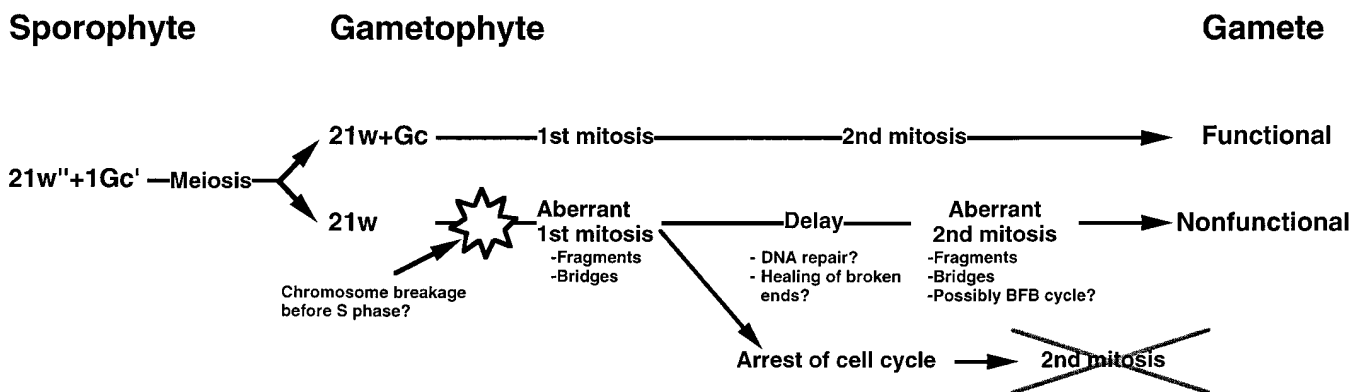 Sporophyte Gametophyte Gamete
21w+Gc 1st mitosis 2nd mitosis Functional
21w''+1Gc' Meiosis
21w Aberrant 1st mitosis Delay Aberrant 2nd mitosis Nonfunctional
-Fragments
-Bridges
- DNA repair?
- Healing of broken
ends?
-Fragments
-Bridges
-Possibly BFB cycle?
Chromosome breakage
before S phase?
Arrest of cell cycle 2nd mitosis